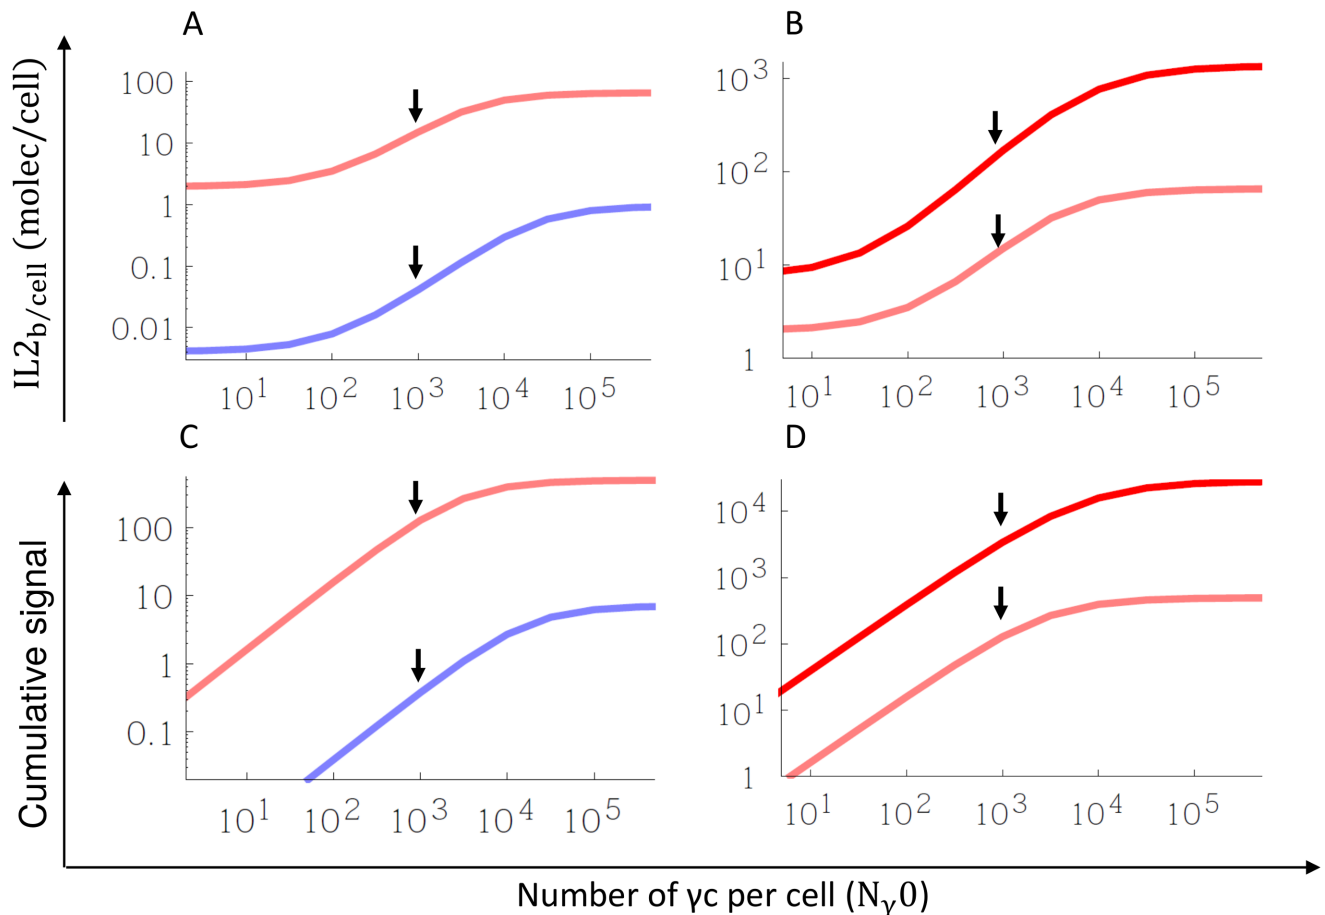 A
B
IL2b/cell (molec/cell)
100
10
1
0.1
0.01
10¹ 10² 10³ 10⁴ 10⁵
10³
10²
10¹
1
10¹ 10² 10³ 10⁴ 10⁵
C
D
Cumulative signal
100
10
1
0.1
10¹ 10² 10³ 10⁴ 10⁵
10⁴
10³
10²
10¹
1
10¹ 10² 10³ 10⁴ 10⁵
Number of γc per cell (Nγ0)